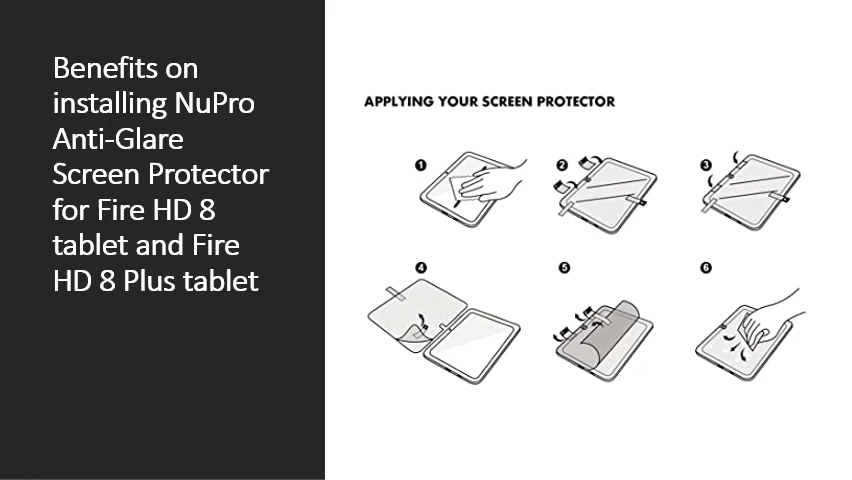 Benefits on
installing NuPro
Anti-Glare
Screen Protector
for Fire HD 8
tablet and Fire
HD 8 Plus tablet
APPLYING YOUR SCREEN PROTECTOR
1
2
3
4
5
6